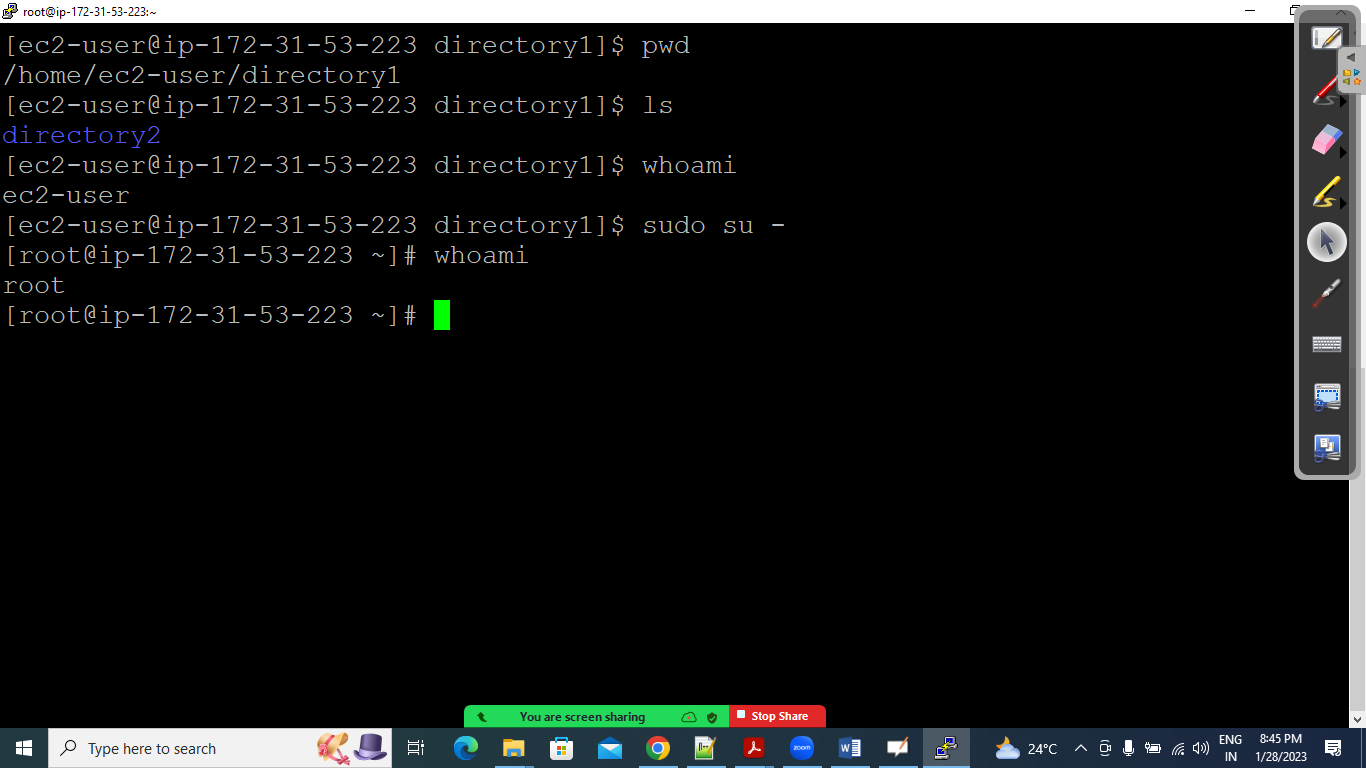 root@ip-172-31-53-223:~
[ec2-user@ip-172-31-53-223 directory1]$ pwd
/home/ec2-user/directory1
[ec2-user@ip-172-31-53-223 directory1]$ ls
directory2
[ec2-user@ip-172-31-53-223 directory1]$ whoami
ec2-user
[ec2-user@ip-172-31-53-223 directory1]$ sudo su -
[root@ip-172-31-53-223 ~]# whoami
root
[root@ip-172-31-53-223 ~]#
You are screen sharing Stop Share
Type here to search zoom 24°C ENG IN 8:45 PM 1/28/2023